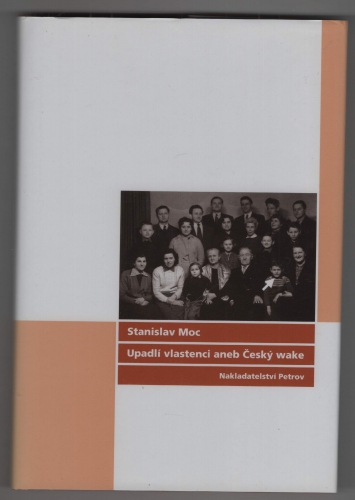 Stanislav Moc
Upadlí vlastenci aneb Český wake
Nakladatelství Petrov